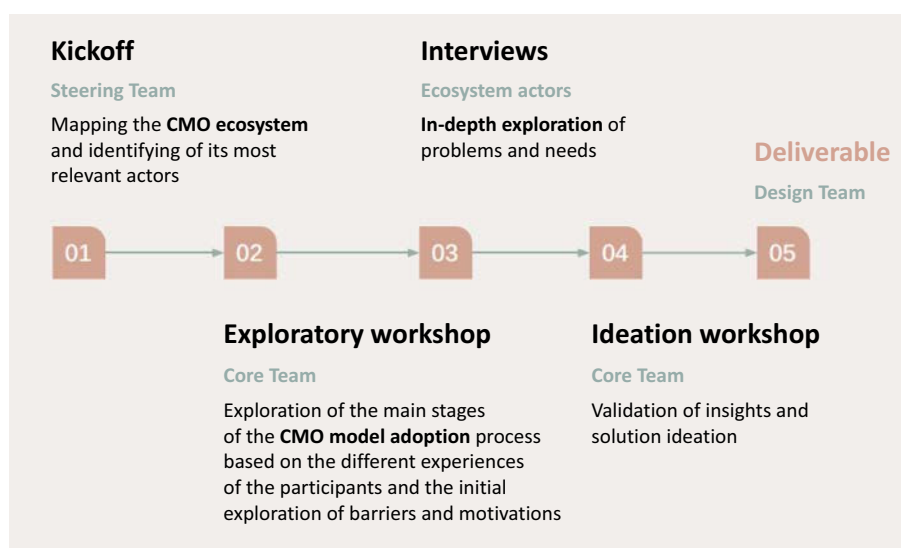 Kickoff
Steering Team
Mapping the CMO ecosystem
and identifying of its most
relevant actors
Interviews
Ecosystem actors
In-depth exploration of
problems and needs
Deliverable
Design Team
01
02
03
04
05
Exploratory workshop
Core Team
Exploration of the main stages
of the CMO model adoption process
based on the different experiences
of the participants and the initial
exploration of barriers and motivations
Ideation workshop
Core Team
Validation of insights and
solution ideation